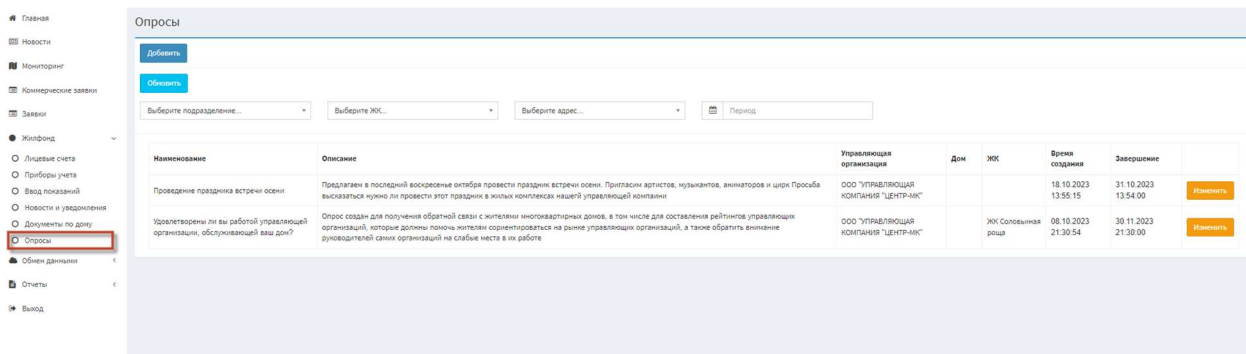 Главная
Новости
Мониторинг
Коммерческие заявки
Заявки
Жилфонд
Лицевые счета
Приборы учета
Ввод показаний
Новости и уведомления
Документы по дому
Опросы
Обмен данными
Отчеты
Выход
Опросы
Добавить
Обновить
Выберите подразделение...
Выберите ЖК...
Выберите адрес...
Период
Наименование
Описание
Управляющая
организация
Дом
ЖК
Время
создания
Завершение
Проведение праздника встречи осени
Предлагаем в последний воскресенье октября провести праздник встречи осени. Пригласим артистов, музыкантов, аниматоров и цирк Просьба
высказаться нужно ли провести этот праздник в жилых комплексах нашегй управляющей компаини
ООО "УПРАВЛЯЮЩАЯ
КОМПАНИЯ "ЦЕНТР-МК"
18.10.2023
13:55:15
31.10.2023
13:54:00
Изменить
Удовлетворены ли вы работой управляющей
организации, обслуживающей ваш дом?
Опрос создан для получения обратной связи с жителями многоквартирных домов, в том числе для составления рейтингов управляющих
организаций, которые должны помочь жителям сориентироваться на рынке управляющих организаций, а также обратить внимание
руководителей самих организаций на слабые места в их работе
ООО "УПРАВЛЯЮЩАЯ
КОМПАНИЯ "ЦЕНТР-МК"
ЖК Соловьиная
роща
08.10.2023
21:30:54
30.11.2023
21:30:00
Изменить